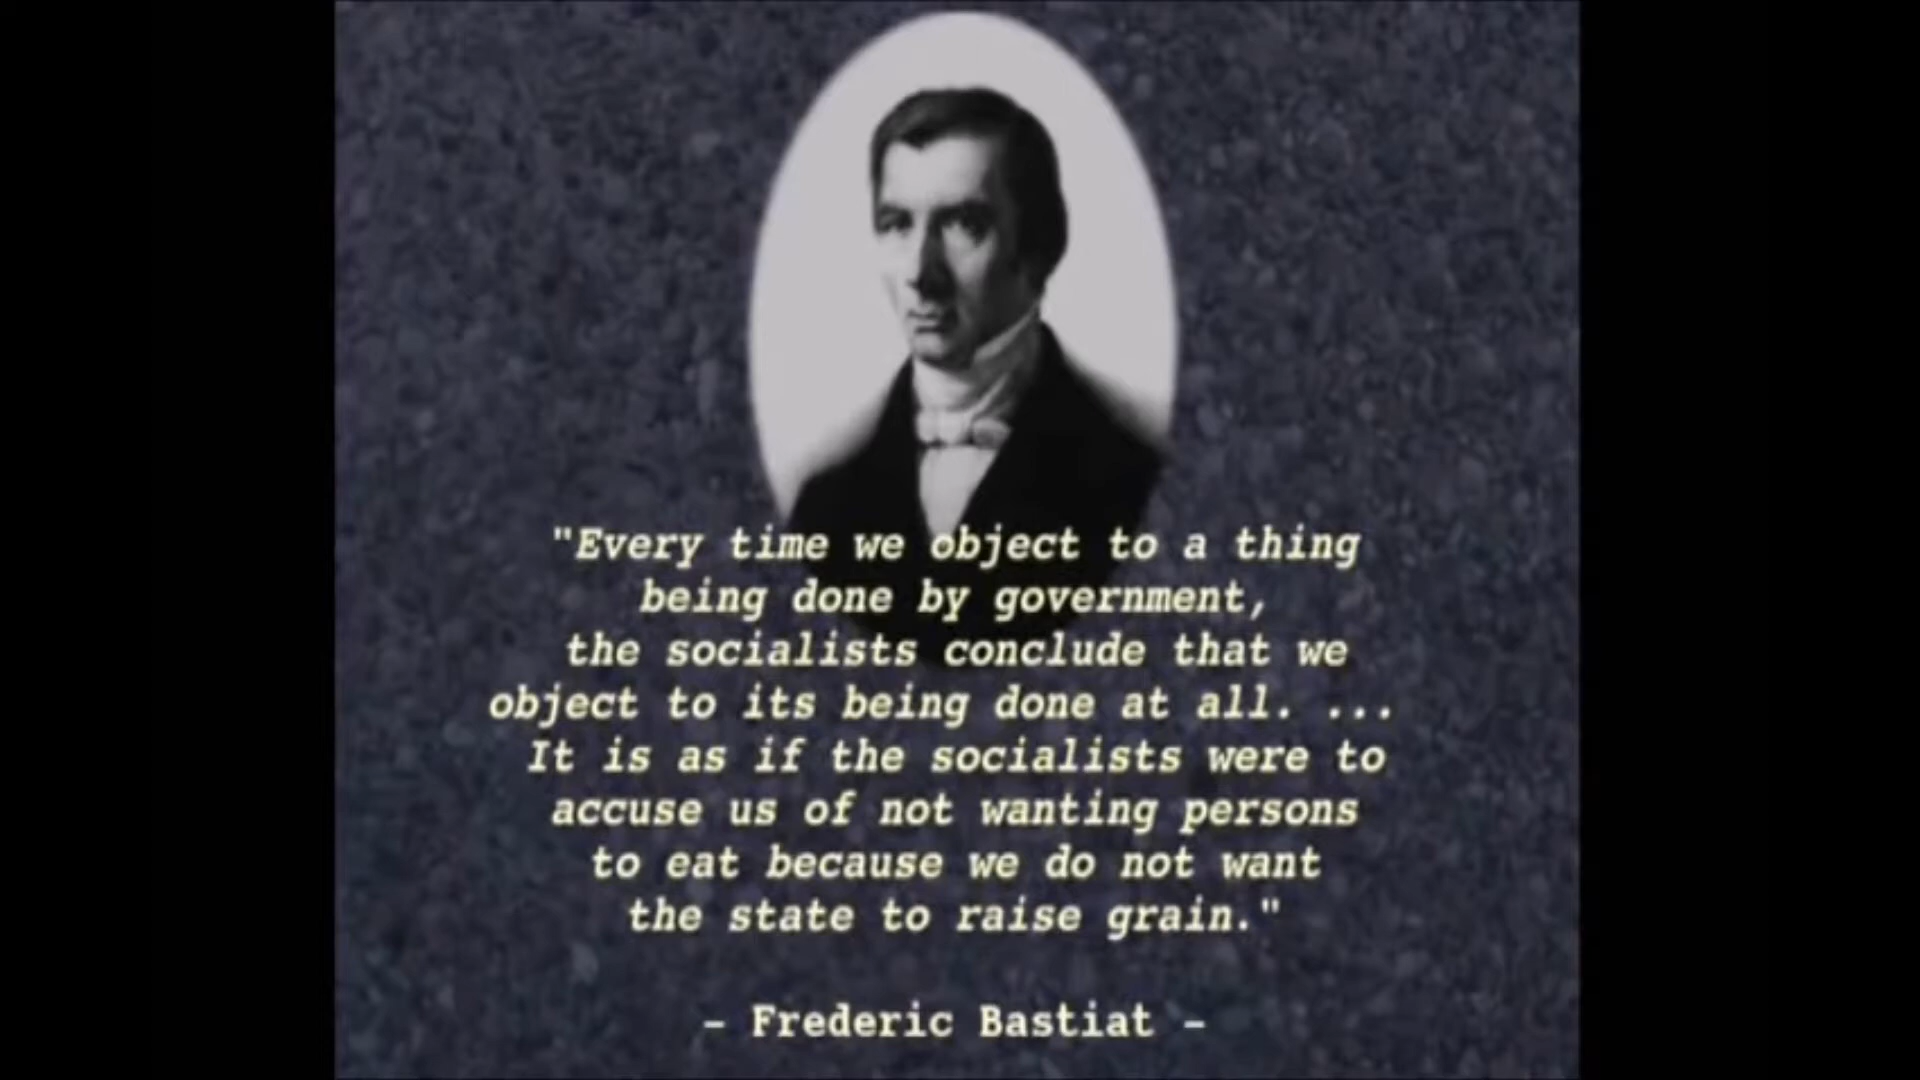 "Every time we object to a thing
being done by government,
the socialists conclude that we
object to its being done at all. ...
It is as if the socialists were to
accuse us of not wanting persons
to eat because we do not want
the state to raise grain."
- Frederic Bastiat -